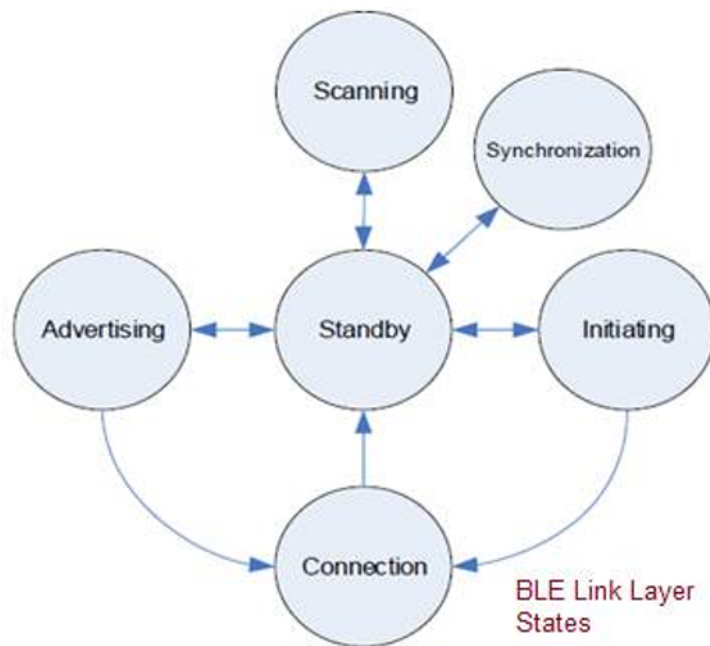 Scanning
Synchronization
Advertising
Standby
Initiating
Connection
BLE Link Layer
States